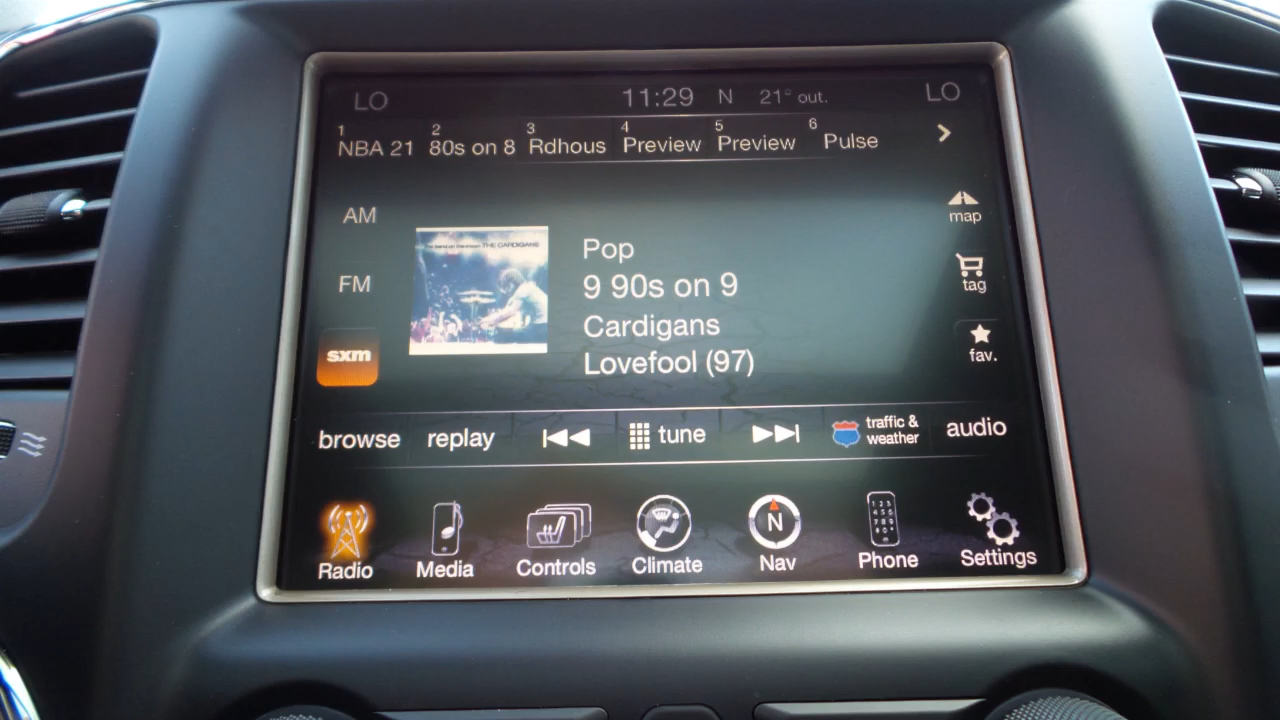 LO 11:29 N 21° out. LO
1 NBA 21 2 80s on 8 3 Rdhous 4 Preview 5 Preview 6 Pulse
AM
FM
sxm
THE CARDIGANS
Pop
9 90s on 9
Cardigans
Lovefool (97)
map
tag
fav.
browse replay tune traffic & weather audio
Radio Media Controls Climate N Nav Phone Settings